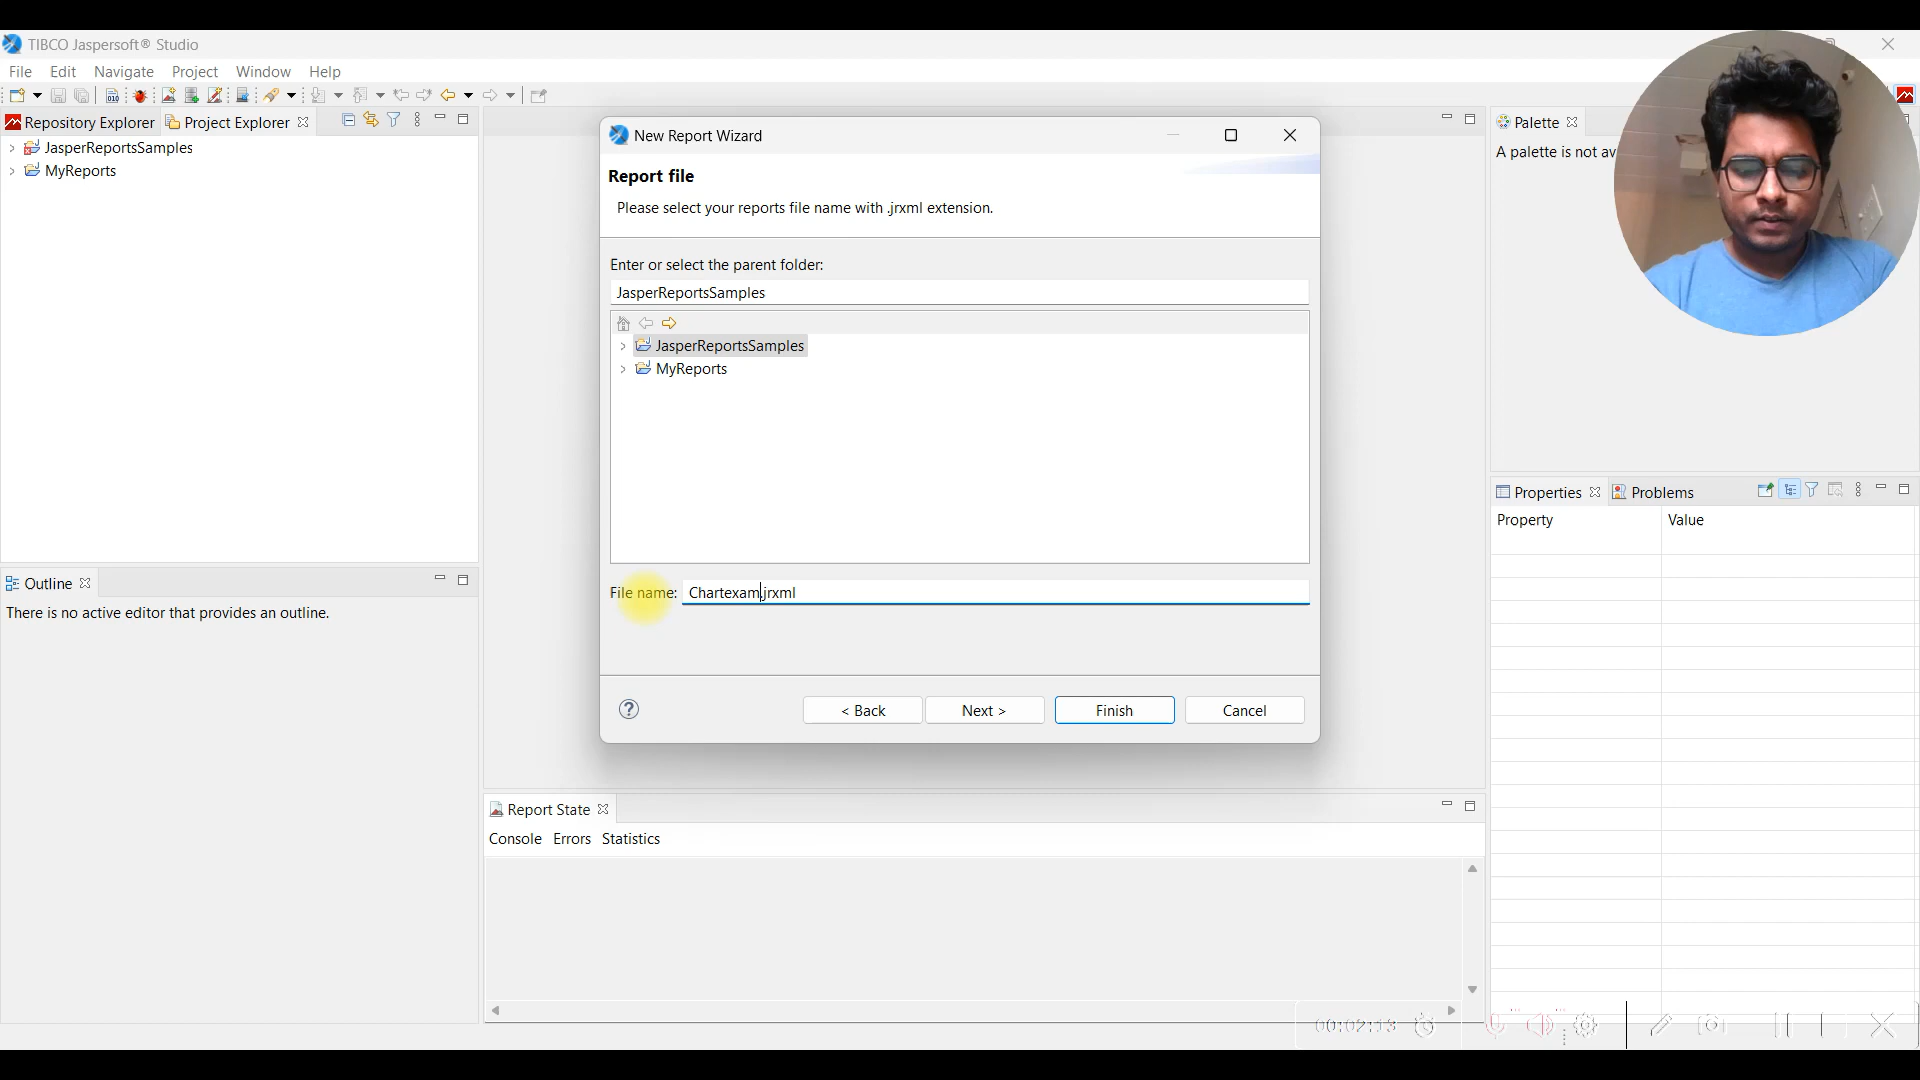 TIBCO Jaspersoft® Studio
File Edit Navigate Project Window Help
Repository Explorer Project Explorer
JasperReportsSamples
MyReports
Outline
There is no active editor that provides an outline.
New Report Wizard
Report file
Please select your reports file name with .jrxml extension.
Enter or select the parent folder:
JasperReportsSamples
JasperReportsSamples
MyReports
File name: Chartexam.jrxml
< Back Next > Finish Cancel
Report State
Console Errors Statistics
Palette
A palette is not av
Properties Problems
Property Value
00:02:13